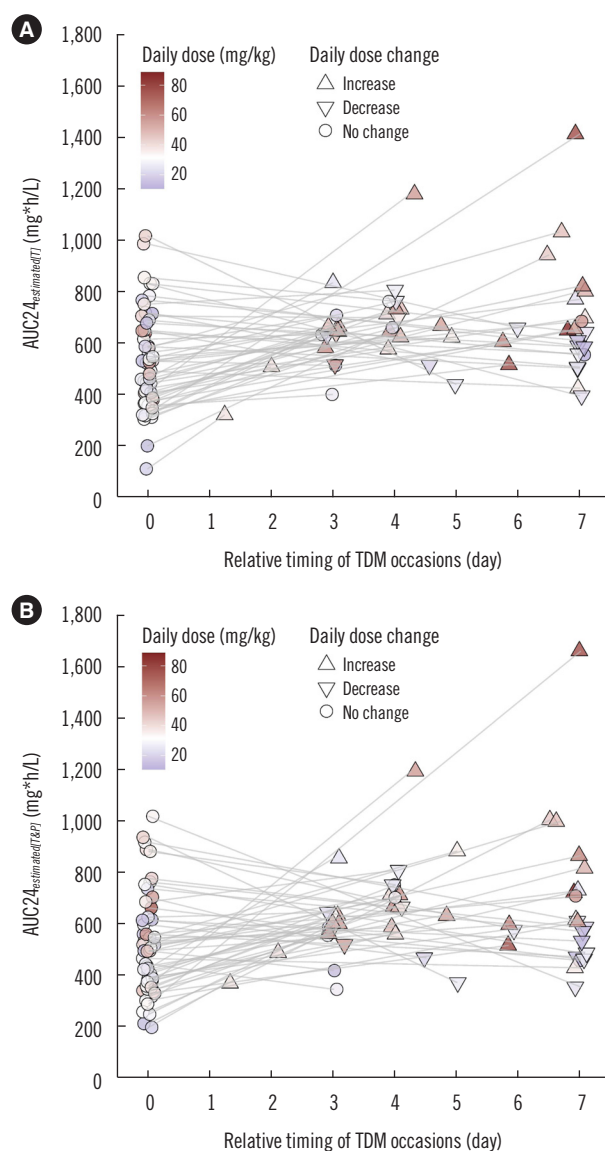 A
1,800
1,600
1,400
1,200
1,000
800
600
400
200
0
AUC24estimated[T] (mg*h/L)
Daily dose (mg/kg)
80
60
40
20
Daily dose change
Increase
Decrease
No change
0 1 2 3 4 5 6 7
Relative timing of TDM occasions (day)
B
1,800
1,600
1,400
1,200
1,000
800
600
400
200
0
AUC24estimated[T&P] (mg*h/L)
Daily dose (mg/kg)
80
60
40
20
Daily dose change
Increase
Decrease
No change
0 1 2 3 4 5 6 7
Relative timing of TDM occasions (day)